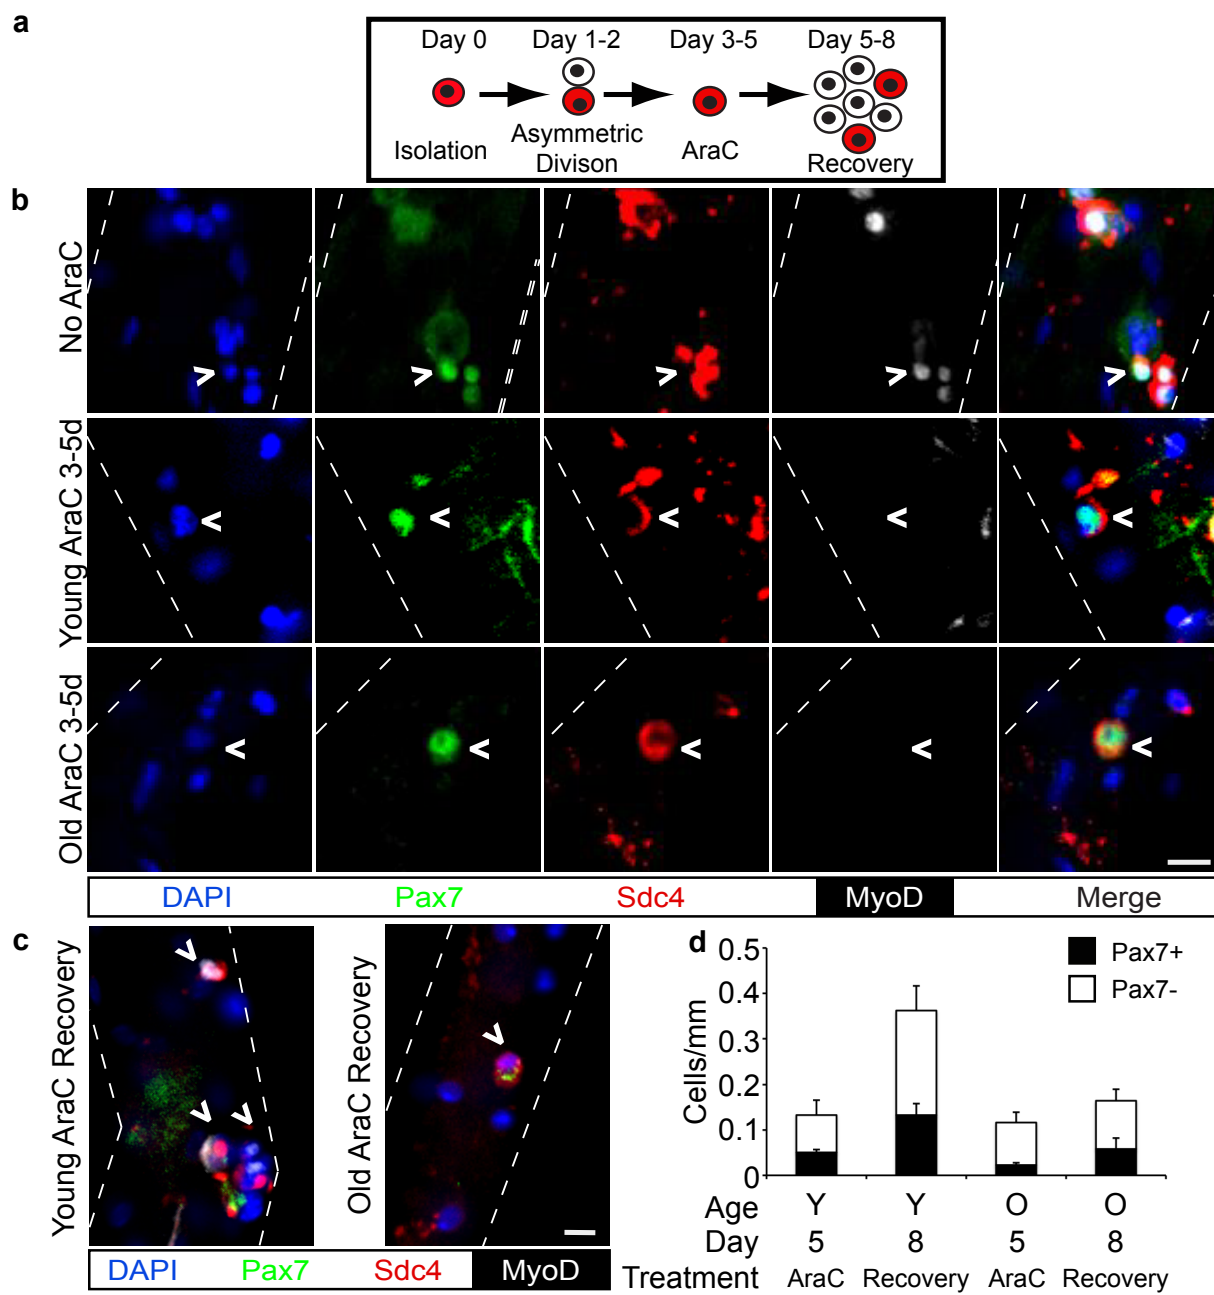 a
Day 0
Day 1-2
Day 3-5
Day 5-8
Isolation
Asymmetric
Divison
AraC
Recovery
b
No AraC
Young AraC 3-5d
Old AraC 3-5d
DAPI
Pax7
Sdc4
MyoD
Merge
c
Young AraC Recovery
Old AraC Recovery
DAPI
Pax7
Sdc4
MyoD
d
Cells/mm
0.5
0.4
0.3
0.2
0.1
0
Pax7+
Pax7-
Age Y Y O O
Day 5 8 5 8
Treatment AraC Recovery AraC Recovery